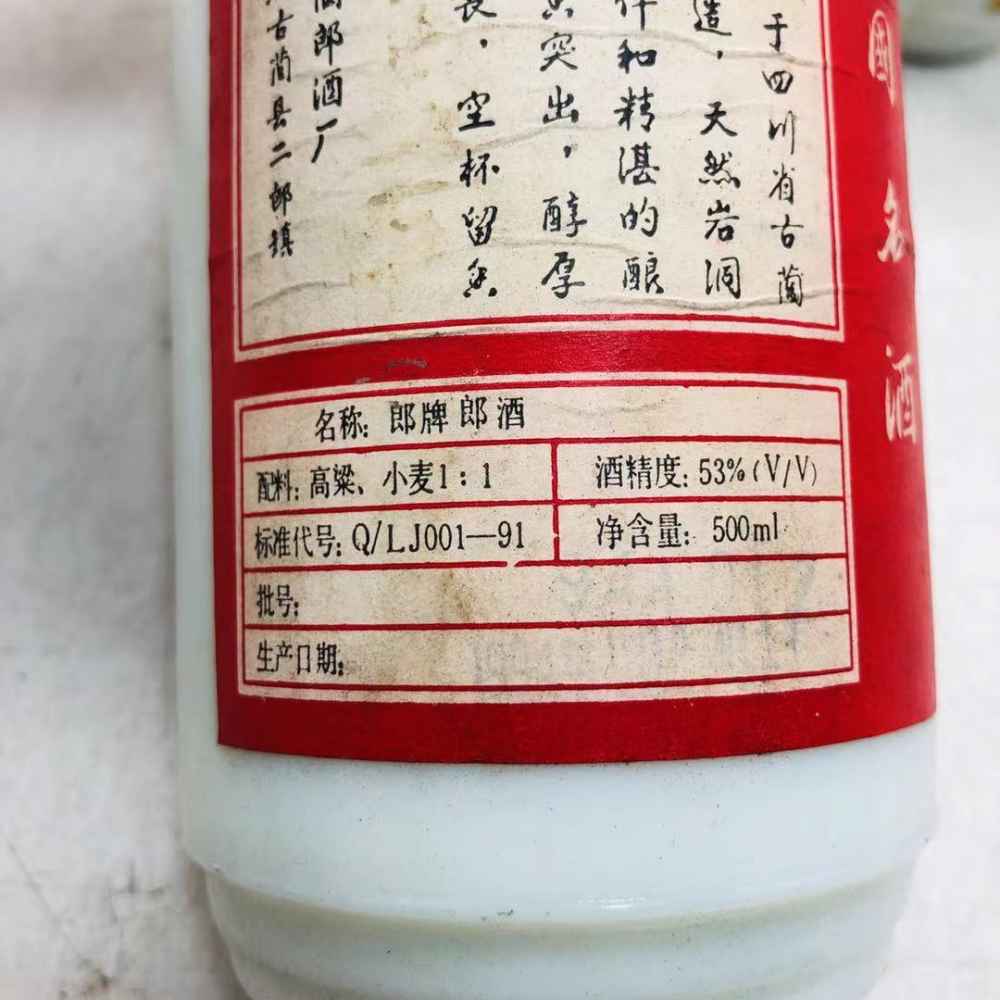 國名酒
于四川省古藺
造，天然岩洞
件和精湛的酿
突出，醇厚
长，空杯留香
郎酒厂
古蔺县二郎镇
名称：郎牌郎酒
配料：高粱、小麦1：1
酒精度：53%(V/V)
标准代号：Q/LJ001—91
净含量：500ml
批号：
生产日期：